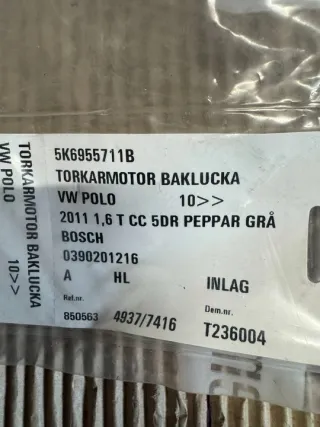 5K6955711B
TORKARMOTOR BAKLUCKA
VW POLO 10>>
2011 1,6 T CC 5DR PEPPAR GRÅ
BOSCH
0390201216
A HL INLAG
Ref.nr. Dem.nr.
850563 4937/7416 T236004
TORKARMOTOR BAKLUCKA
VW POLO 10>>